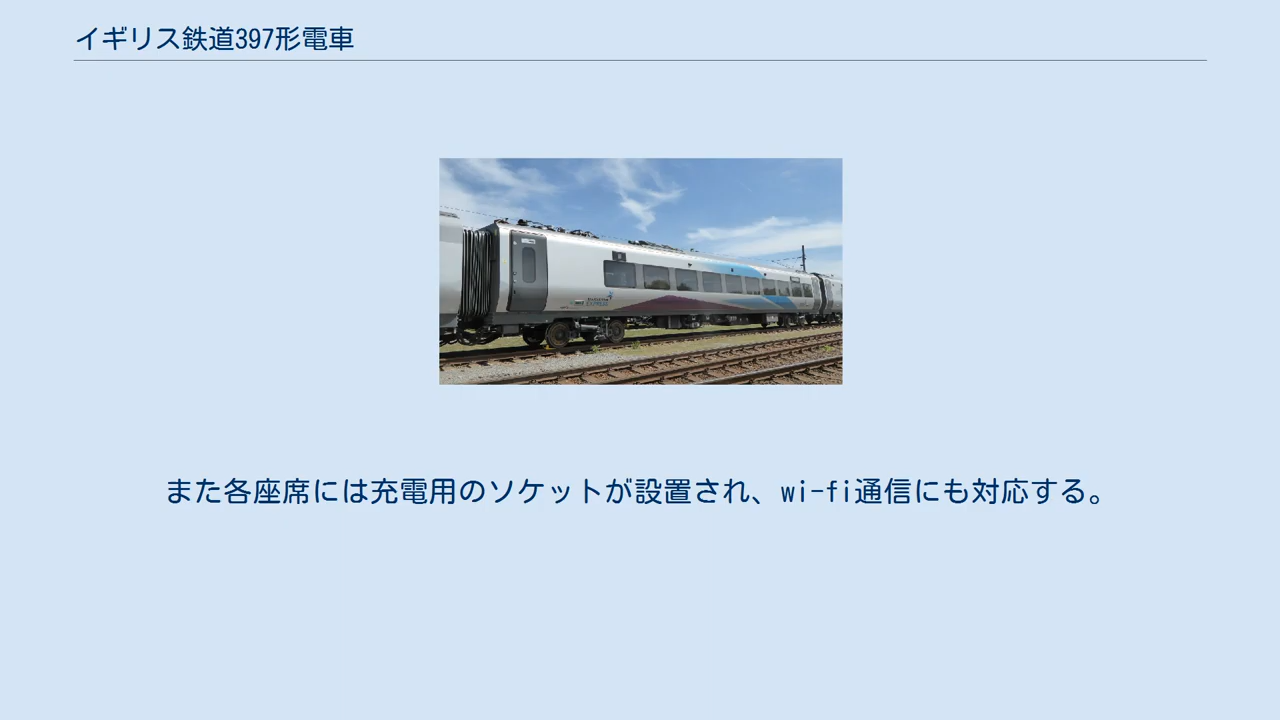 イギリス鉄道397形電車
また各座席には充電用のソケットが設置され、wi-fi通信にも対応する。